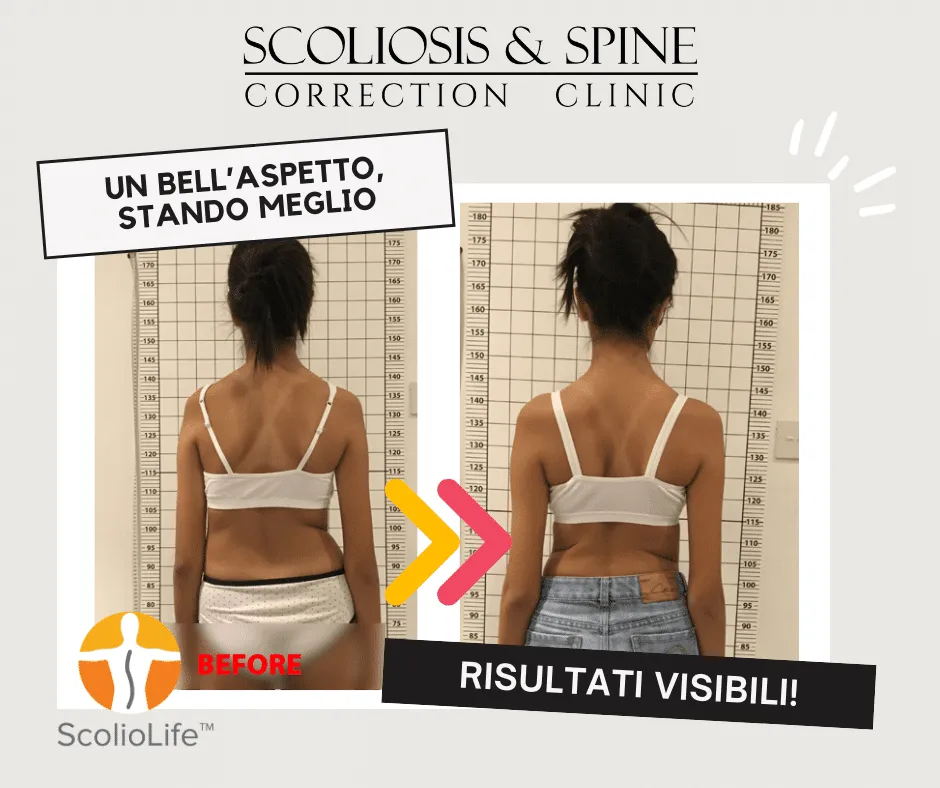 SCOLIOSIS & SPINE
CORRECTION CLINIC
UN BELL'ASPETTO,
STANDO MEGLIO
BEFORE
RISULTATI VISIBILI!
ScolioLife™